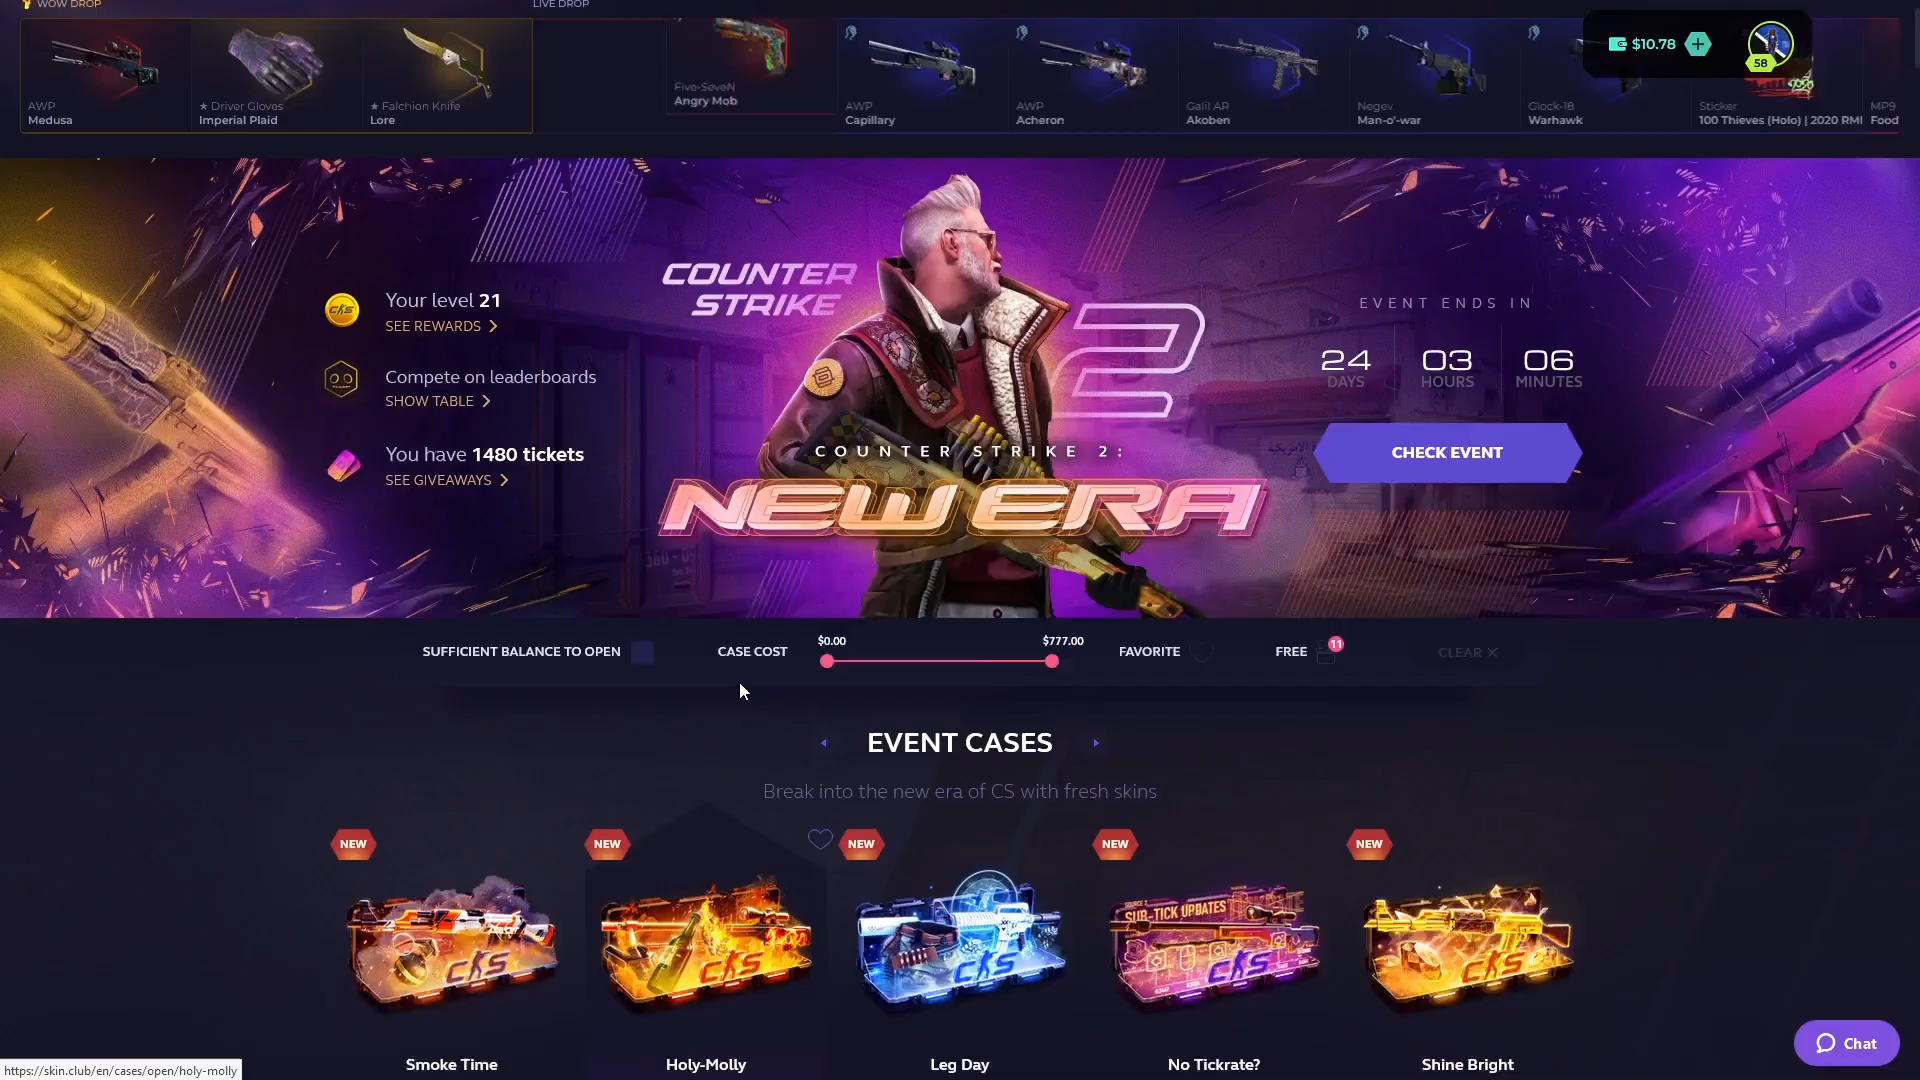 WOW DROP
LIVE DROP
AWP
Medusa
★ Driver Gloves
Imperial Plaid
★ Falchion Knife
Lore
Five-SeveN
Angry Mob
AWP
Capillary
AWP
Acheron
Galil AR
Akoben
Negev
Man-o'-war
Glock-18
Warhawk
Sticker
100 Thieves (Holo) | 2020 RMI
MP9
Food
$10.78
58
Your level 21
SEE REWARDS
Compete on leaderboards
SHOW TABLE
You have 1480 tickets
SEE GIVEAWAYS
COUNTER
STRIKE
2
COUNTER STRIKE 2:
NEW ERA
EVENT ENDS IN
24 03 06
DAYS HOURS MINUTES
CHECK EVENT
SUFFICIENT BALANCE TO OPEN
CASE COST
$0.00
$777.00
FAVORITE
FREE
11
CLEAR ✕
EVENT CASES
Break into the new era of CS with fresh skins
NEW
NEW
NEW
NEW
NEW
SUB-TICK UPDATES
Smoke Time
Holy-Molly
Leg Day
No Tickrate?
Shine Bright
Chat
https://skin.club/en/cases/open/holy-molly